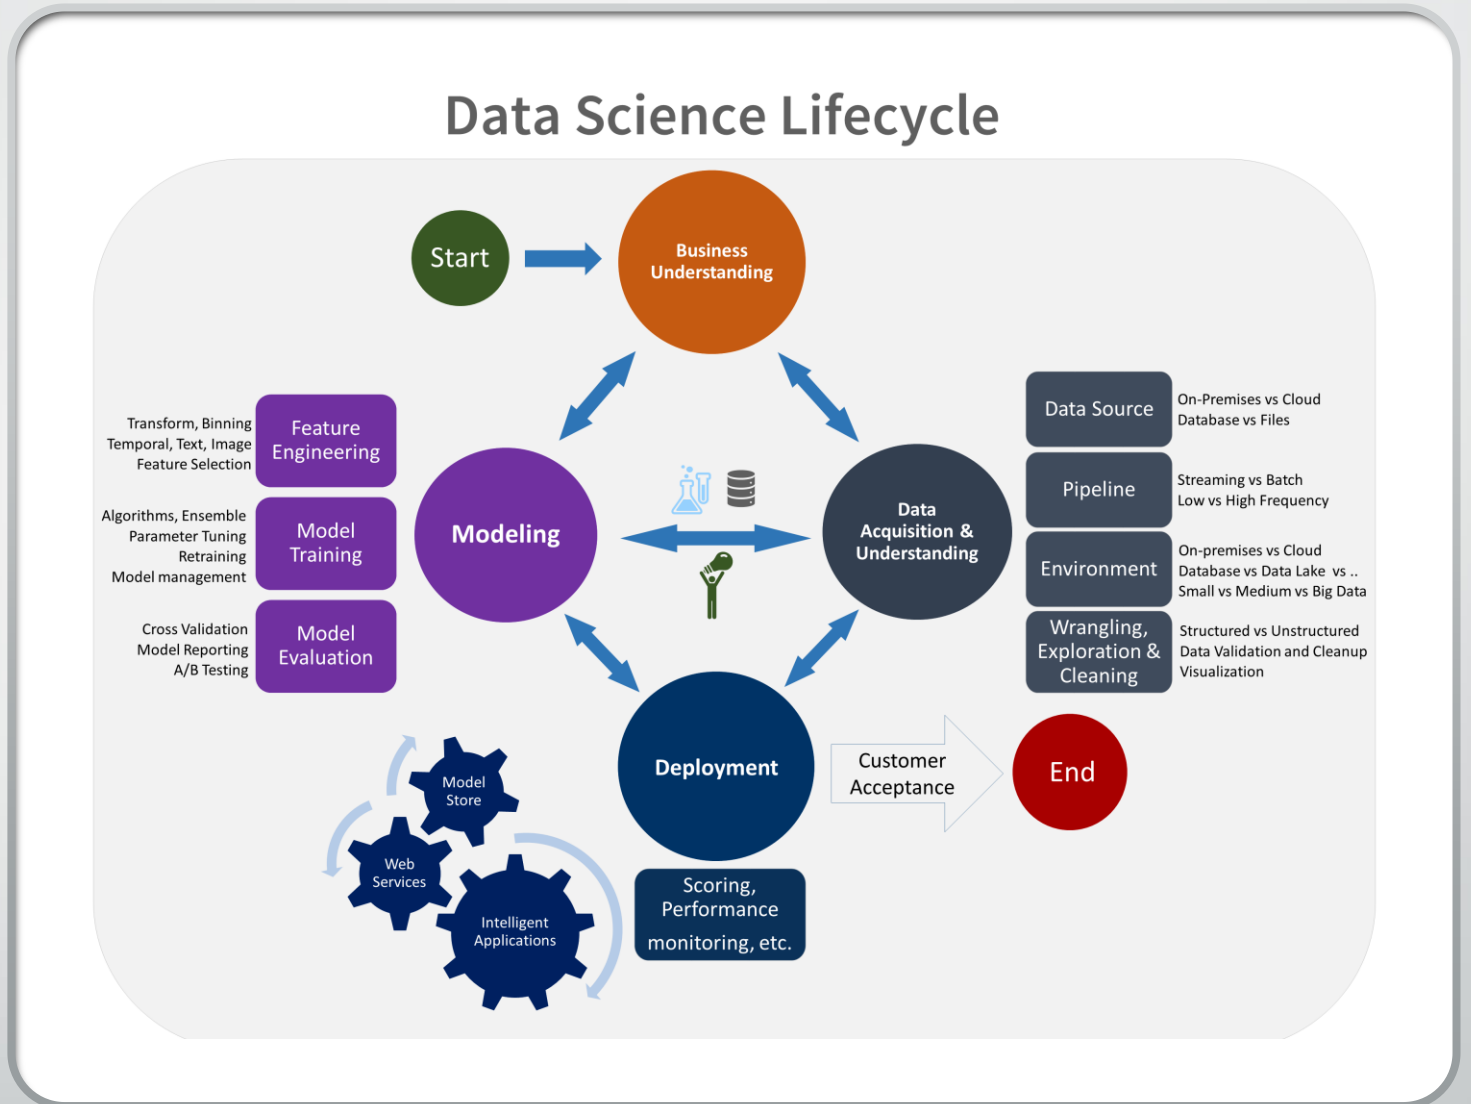 Data Science Lifecycle
Start
Business
Understanding
Feature
Engineering
Transform, Binning
Temporal, Text, Image
Feature Selection
Model
Training
Algorithms, Ensemble
Parameter Tuning
Retraining
Model management
Model
Evaluation
Cross Validation
Model Reporting
A/B Testing
Modeling
Data
Acquisition &
Understanding
Data Source
On-Premises vs Cloud
Database vs Files
Pipeline
Streaming vs Batch
Low vs High Frequency
Environment
On-premises vs Cloud
Database vs Data Lake vs ..
Small vs Medium vs Big Data
Wrangling,
Exploration &
Cleaning
Structured vs Unstructured
Data Validation and Cleanup
Visualization
Deployment
Customer
Acceptance
End
Model
Store
Web
Services
Intelligent
Applications
Scoring,
Performance
monitoring, etc.